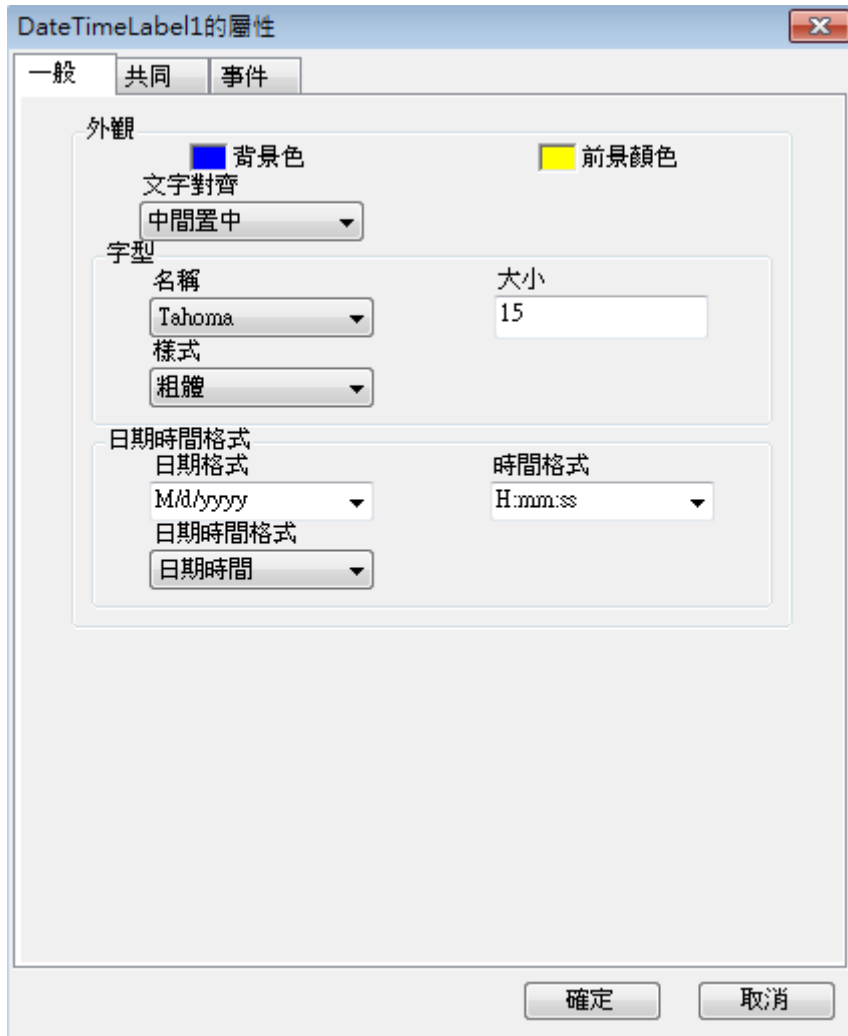 DateTimeLabel1的屬性
一般 共同 事件
外觀
背景色 前景顏色
文字對齊
中間置中
字型
名稱 大小
Tahoma 15
樣式
粗體
日期時間格式
日期格式 時間格式
M/d/yyyy H:mm:ss
日期時間格式
日期時間
確定 取消